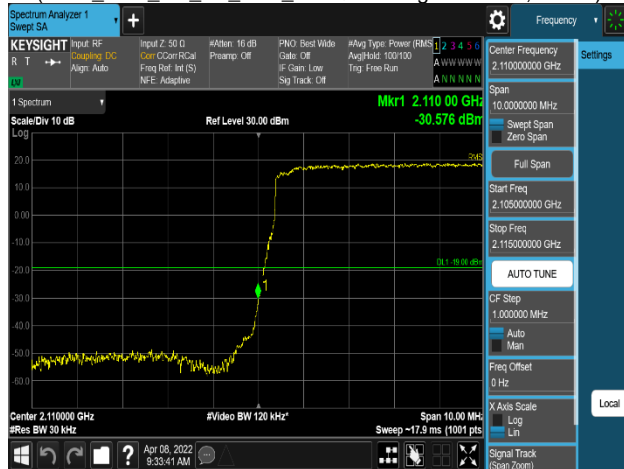 Spectrum Analyzer 1
Swept SA
+
Frequency
KEYSIGHT
R T
LXI
Input: RF
Coupling: DC
Align: Auto
Input Z: 50 Ω
Corr CCorr RCal
Freq Ref: Int (S)
NFE: Adaptive
#Atten: 16 dB
Preamp: Off
PNO: Best Wide
Gate: Off
IF Gain: Low
Sig Track: Off
#Avg Type: Power (RMS
Avg|Hold: 100/100
Trig: Free Run
1 2 3 4 5 6
A W W W W W
A N N N N N
Center Frequency
2.110000000 GHz
Settings
Span
10.0000000 MHz
Swept Span
Zero Span
Full Span
Start Freq
2.105000000 GHz
Stop Freq
2.115000000 GHz
AUTO TUNE
CF Step
1.000000 MHz
Auto
Man
Freq Offset
0 Hz
X Axis Scale
Log
Lin
Local
Signal Track
(Span Zoom)
1 Spectrum
Scale/Div 10 dB
Log
Ref Level 30.00 dBm
Mkr1 2.110 00 GHz
-30.576 dBm
RMS
20.0
10.0
0.00
-10.0
-20.0
-30.0
-40.0
-50.0
-60.0
DL1 -19.00 dBm
1
Center 2.110000 GHz
#Res BW 30 kHz
#Video BW 120 kHz*
Span 10.00 MHz
Sweep ~17.9 ms (1001 pts
?
Apr 08, 2022
9:33:41 AM